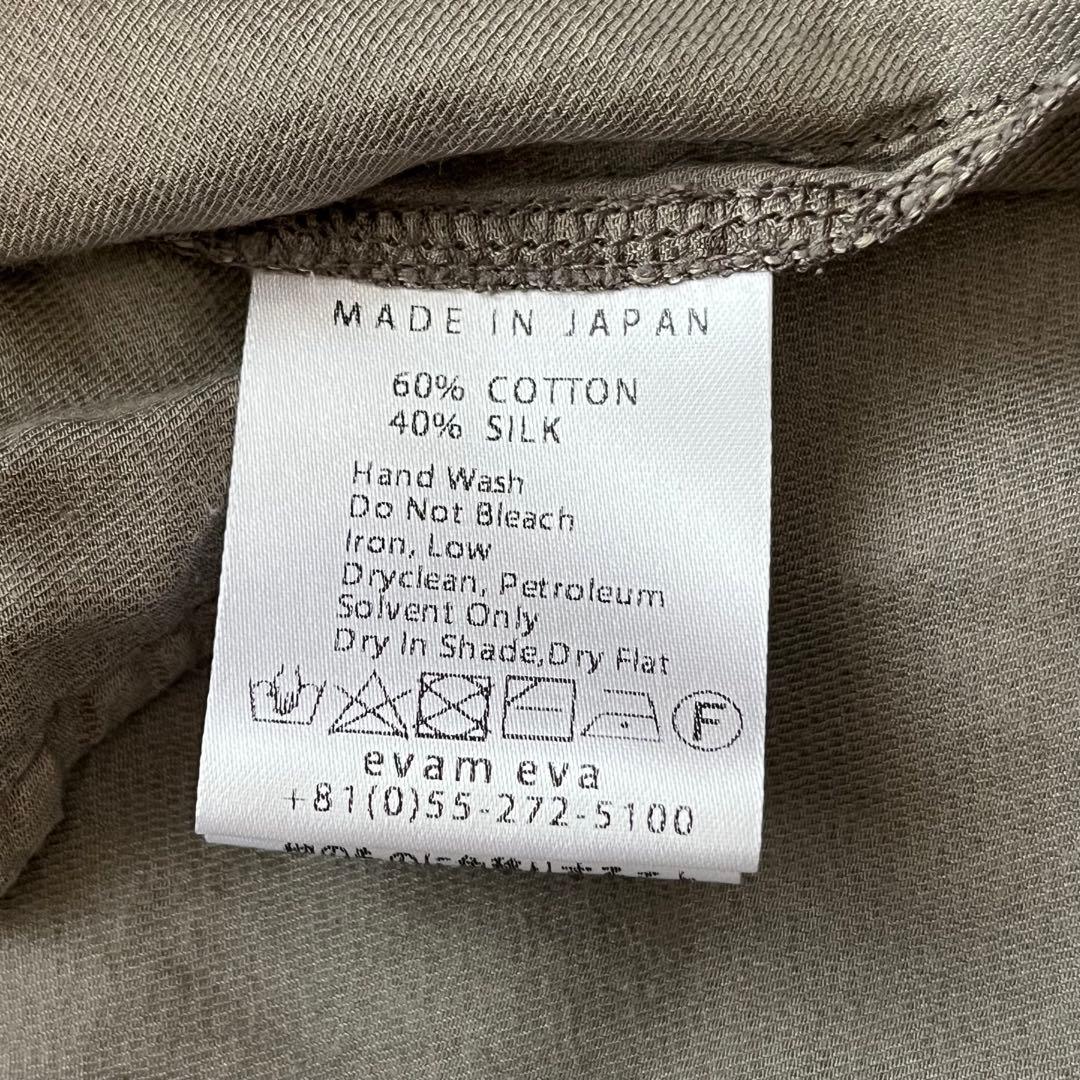 MADE IN JAPAN
60% COTTON
40% SILK
Hand Wash
Do Not Bleach
Iron, Low
Dryclean, Petroleum
Solvent Only
Dry In Shade,Dry Flat
F
evam eva
+81(0)55-272-5100